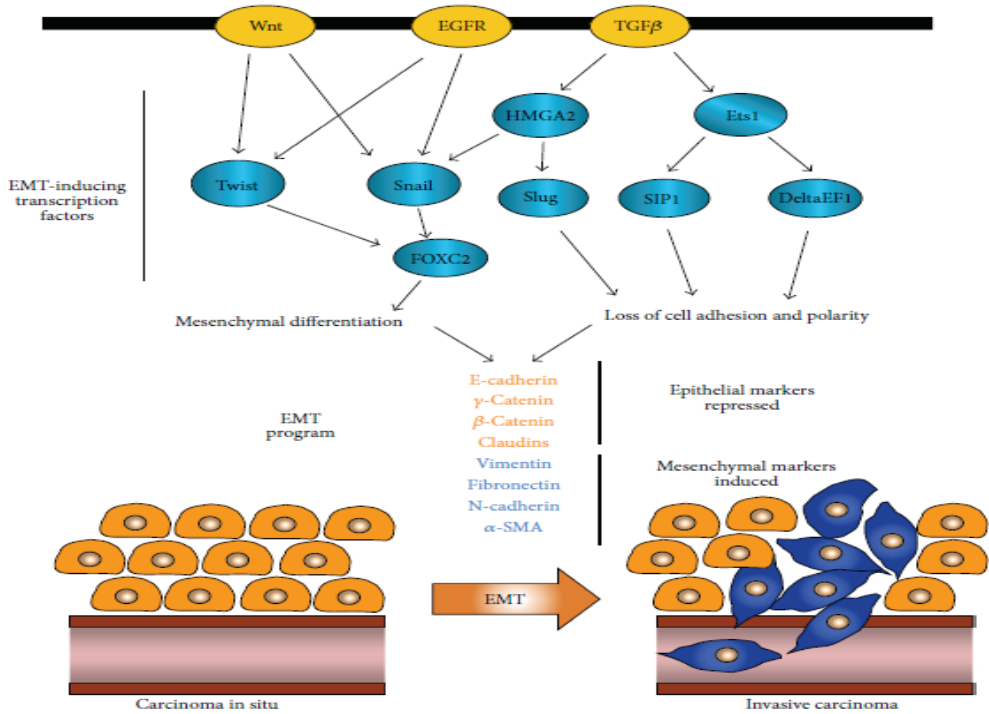 Wnt
EGFR
TGFβ
HMGA2
Ets1
EMT-inducing
transcription
factors
Twist
Snail
Slug
SIP1
DeltaEF1
FOXC2
Mesenchymal differentiation
Loss of cell adhesion and polarity
E-cadherin
γ-Catenin
β-Catenin
Claudins
Epithelial markers
repressed
EMT
program
Vimentin
Fibronectin
N-cadherin
α-SMA
Mesenchymal markers
induced
EMT
Carcinoma in situ
Invasive carcinoma